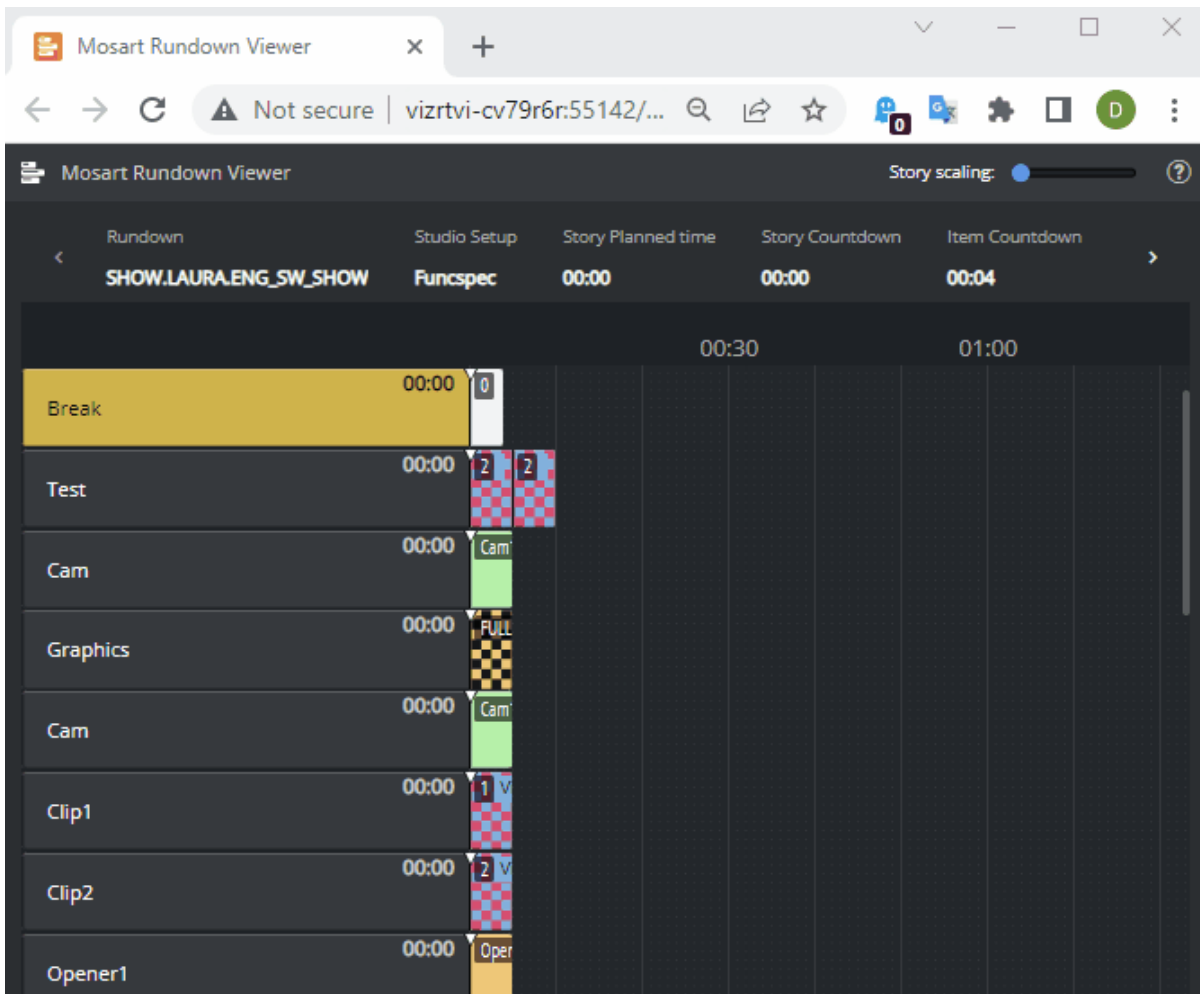 Mosart Rundown Viewer
Not secure vizrtvi-cv79r6r:55142/...
0
D
Mosart Rundown Viewer Story scaling:
Rundown Studio Setup Story Planned time Story Countdown Item Countdown
SHOW.LAURA.ENG_SW_SHOW Funcspec 00:00 00:00 00:04
00:30 01:00
Break 00:00 0
Test 00:00 2 2
Cam 00:00 Cam
Graphics 00:00 FULL
Cam 00:00 Cam
Clip1 00:00 1 V
Clip2 00:00 2 V
Opener1 00:00 Oper